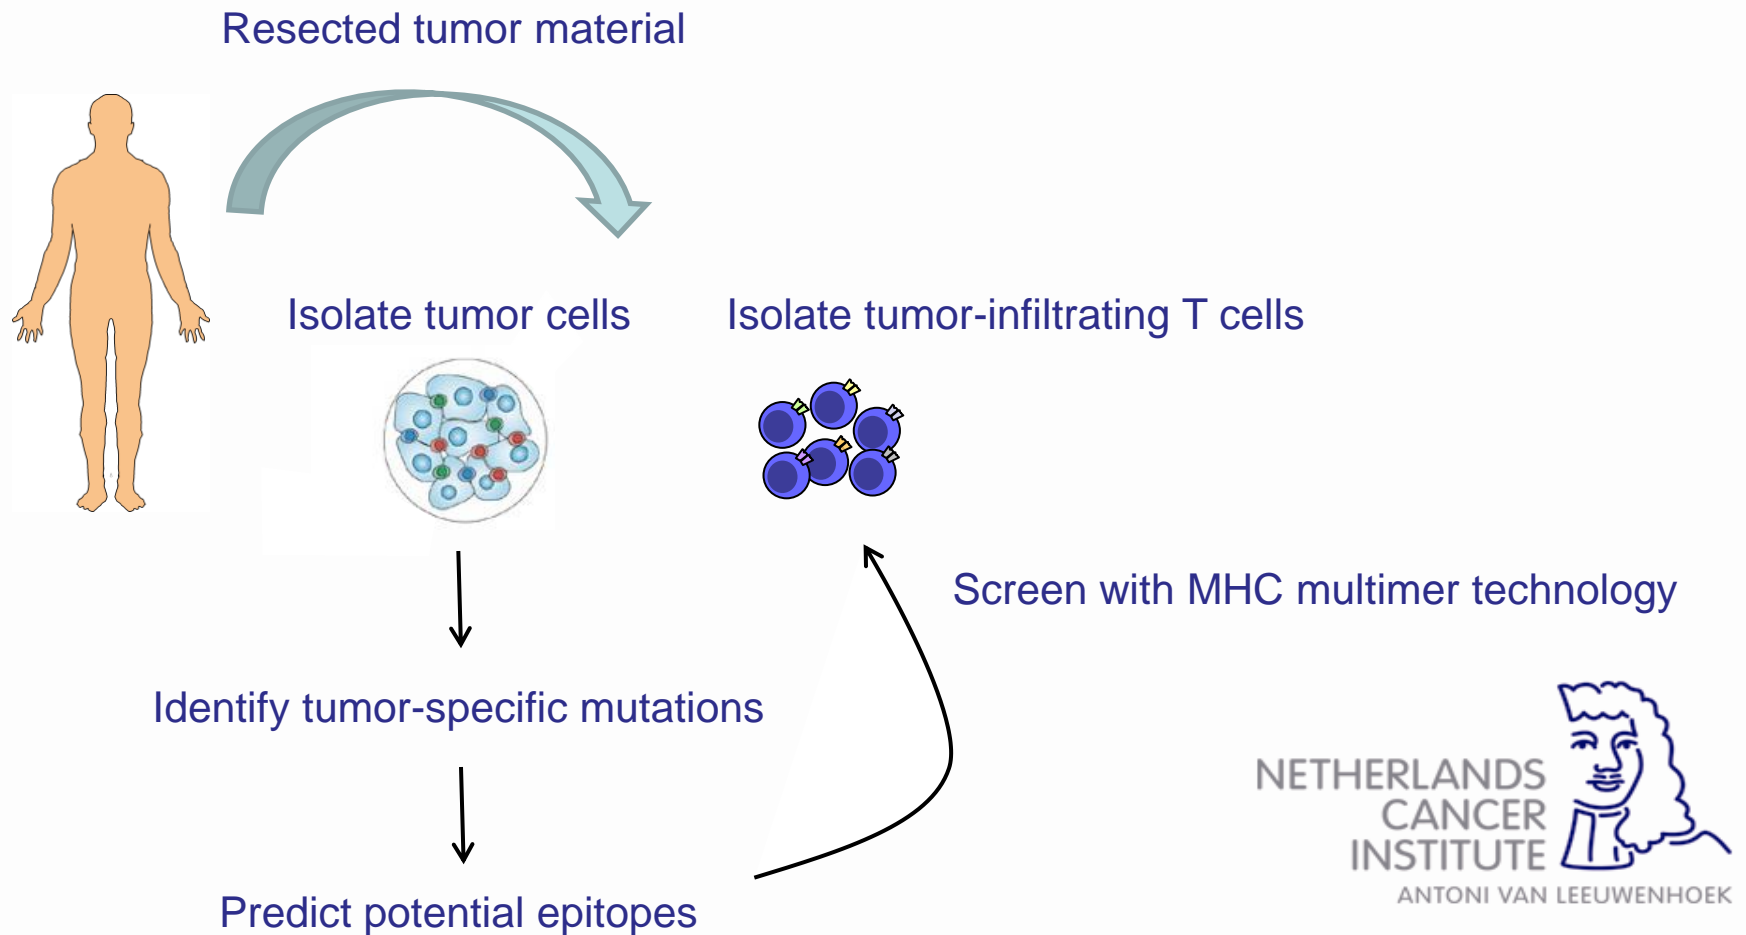 Resected tumor material
Isolate tumor cells
Isolate tumor-infiltrating T cells
Screen with MHC multimer technology
Identify tumor-specific mutations
Predict potential epitopes
NETHERLANDS
CANCER
INSTITUTE
ANTONI VAN LEEUWENHOEK